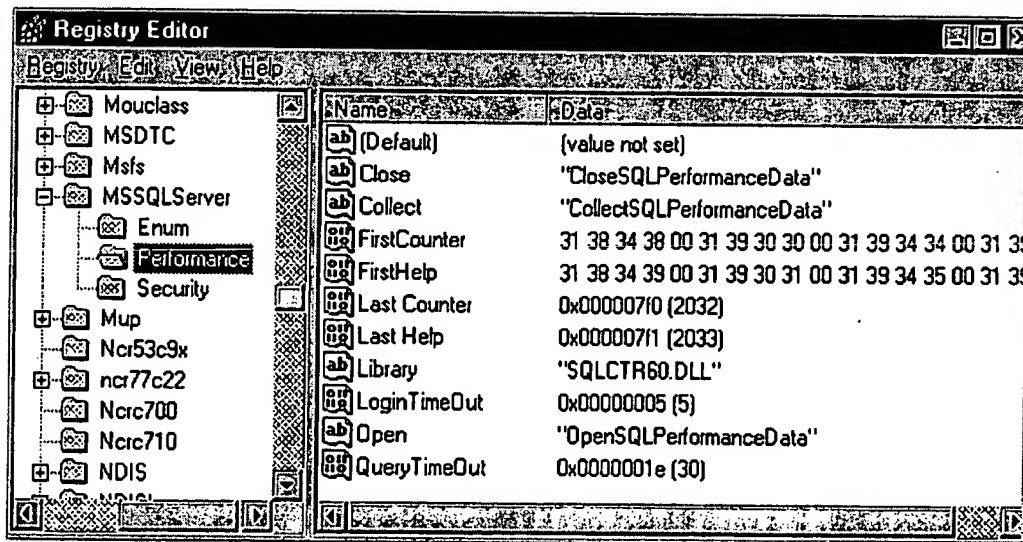 Registry Editor
Registry Edit View Help
Mouclass
MSDTC
Msfs
MSSQLServer
Enum
Performance
Security
Mup
Ncr53c9x
ncr77c22
Ncrc700
Ncrc710
NDIS
Name Data
(Default) (value not set)
Close "CloseSQLPerformanceData"
Collect "CollectSQLPerformanceData"
FirstCounter 31 38 34 38 00 31 39 30 30 00 31 39 34 34 00 31
FirstHelp 31 38 34 39 00 31 39 30 31 00 31 39 34 35 00 31
Last Counter 0x000007f0 (2032)
Last Help 0x000007f1 (2033)
Library "SQLCTR60.DLL"
LoginTimeOut 0x00000005 (5)
Open "OpenSQLPerformanceData"
QueryTimeOut 0x0000001e (30)